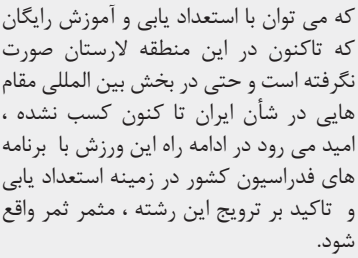 که می توان با استعداد یابی و آموزش رایگان
که تاکنون در این منطقه لارستان صورت
نگرفته است و حتی در بخش بین المللی مقام
هایی در شأن ایران تا کنون کسب نشده ،
امید می رود در ادامه راه این ورزش با برنامه
های فدراسیون کشور در زمینه استعداد یابی
و تاکید بر ترویج این رشته ، مثمر ثمر واقع
شود.